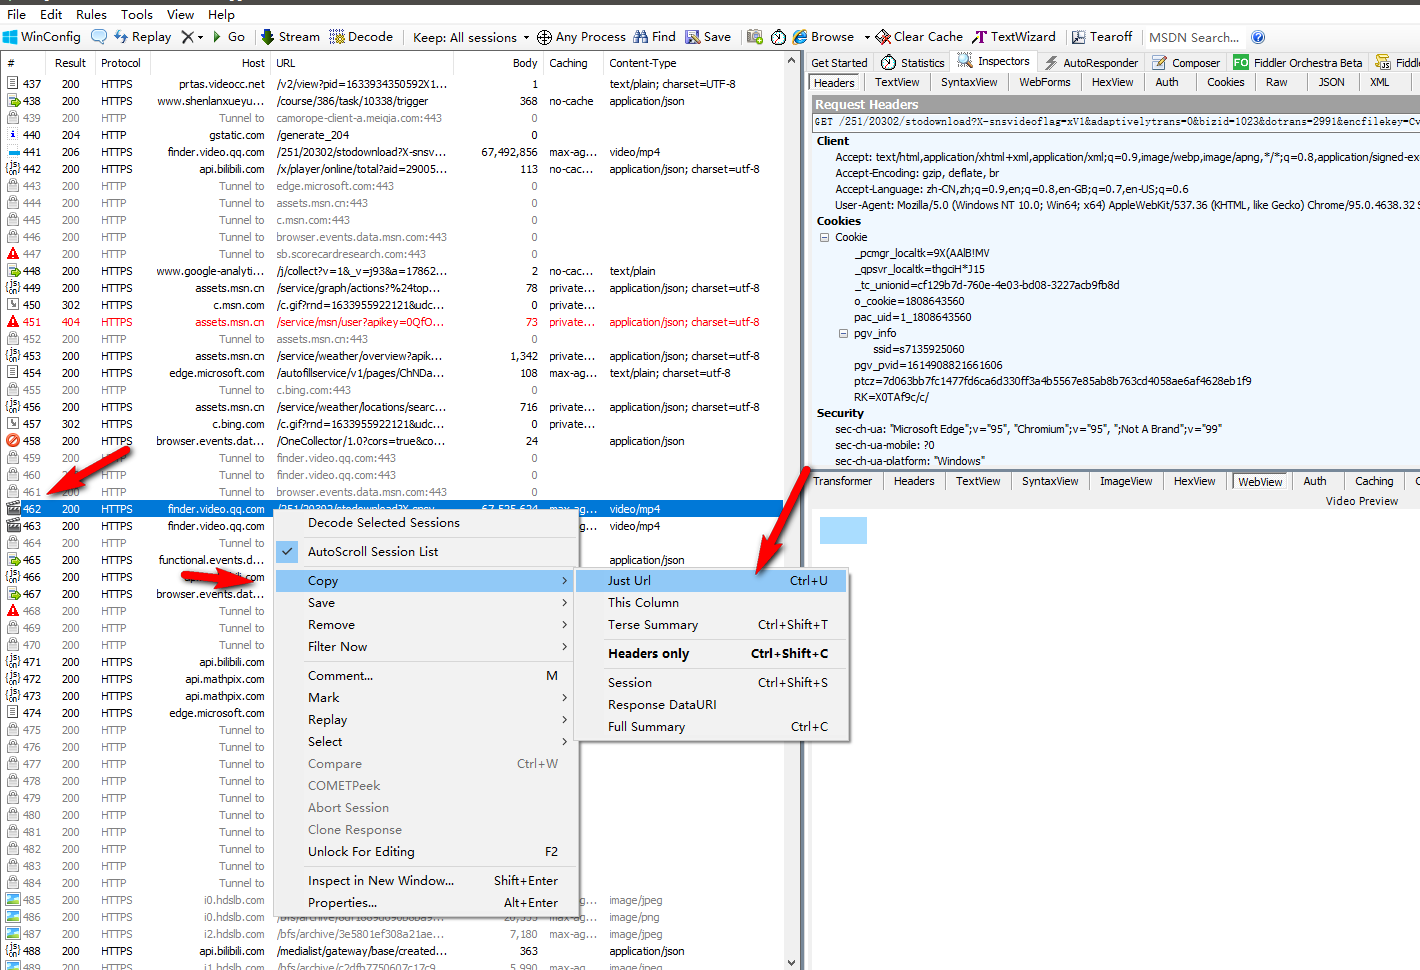 File Edit Rules Tools View Help
WinConfig Replay Go Stream Decode Keep: All sessions Any Process Find Save Browse Clear Cache TextWizard Tearoff MSDN Search...
# Result Protocol Host URL Body Caching Content-Type
437 200 HTTPS prtas.videocc.net /v2/view?pid=1633934350592X1... 1 text/plain; charset=UTF-8
438 200 HTTPS www.shenlanxueyu... /course/386/task/10338/trigger 368 no-cache application/json
439 200 HTTP Tunnel to camorope-client-a.meiqia.com:443 0
440 204 HTTPS gstatic.com /generate_204 0
441 206 HTTPS finder.video.qq.com /251/20302/stodownload?X-snsv... 67,492,856 max-ag... video/mp4
442 200 HTTPS api.bilibili.com /x/player/online/total?aid=29005... 113 no-cac... application/json; charset=utf-8
443 200 HTTP Tunnel to edge.microsoft.com:443 0
444 200 HTTP Tunnel to assets.msn.cn:443 0
445 200 HTTP Tunnel to c.msn.com:443 0
446 200 HTTP Tunnel to browser.events.data.msn.com:443 0
447 200 HTTP Tunnel to sb.scorecardresearch.com:443 0
448 200 HTTPS www.google-analyti... /j/collect?v=1&_v=j93&a=17862... 2 no-cac... text/plain
449 200 HTTPS assets.msn.cn /service/graph/actions?%24top... 78 private... application/json; charset=utf-8
450 302 HTTPS c.msn.com /c.gif?rnd=1633955922121&udc... 0 private...
451 404 HTTPS assets.msn.cn /service/msn/user?apikey=0QfO... 73 private... application/json; charset=utf-8
452 200 HTTP Tunnel to assets.msn.cn:443 0
453 200 HTTPS assets.msn.cn /service/weather/overview?apik... 1,342 private... application/json; charset=utf-8
454 200 HTTPS edge.microsoft.com /autofillservice/v1/pages/ChNDa... 108 max-ag... text/plain; charset=utf-8
455 200 HTTP Tunnel to c.bing.com:443 0
456 200 HTTPS assets.msn.cn /service/weather/locations/searc... 716 private... application/json; charset=utf-8
457 302 HTTPS c.bing.com /c.gif?rnd=1633955922121&udc... 0 private...
458 200 HTTPS browser.events.dat... /OneCollector/1.0?cors=true&co... 24 application/json
459 200 HTTP Tunnel to finder.video.qq.com:443 0
460 200 HTTP Tunnel to finder.video.qq.com:443 0
461 200 HTTP Tunnel to browser.events.data.msn.com:443 0
462 200 HTTPS finder.video.qq.com /251/20302/stodownload?X-snsv... 67,525,624 max-ag... video/mp4
463 200 HTTPS finder.video.qq.com max-ag... video/mp4
464 200 HTTP Tunnel to
465 200 HTTPS functional.events.d... application/json
466 200 HTTPS api.bilibili.com
467 200 HTTPS browser.events.dat...
468 200 HTTP Tunnel to
469 200 HTTP Tunnel to
470 200 HTTP Tunnel to
471 200 HTTPS api.bilibili.com
472 200 HTTPS api.mathpix.com
473 200 HTTPS api.mathpix.com
474 200 HTTPS edge.microsoft.com
475 200 HTTP Tunnel to
476 200 HTTP Tunnel to
477 200 HTTP Tunnel to
478 200 HTTP Tunnel to
479 200 HTTP Tunnel to
480 200 HTTP Tunnel to
481 200 HTTP Tunnel to
482 200 HTTP Tunnel to
483 200 HTTP Tunnel to
484 200 HTTP Tunnel to
485 200 HTTPS i0.hdslb.com image/jpeg
486 200 HTTPS i0.hdslb.com max-ag... image/png
487 200 HTTPS i2.hdslb.com /bfs/archive/3e5801ef308a21ae... 7,180 max-ag... image/jpeg
488 200 HTTPS api.bilibili.com /medialist/gateway/base/created... 363 application/json
489 200 HTTPS i1.hdslb.com /bfs/archive/c2dfb7750607c17c9... 5,990 max-ag... image/jpeg
Decode Selected Sessions
AutoScroll Session List
Copy
Save
Remove
Filter Now
Comment... M
Mark
Replay
Select
Compare Ctrl+W
COMETPeek
Abort Session
Clone Response
Unlock For Editing F2
Inspect in New Window... Shift+Enter
Properties... Alt+Enter
Just Url Ctrl+U
This Column
Terse Summary Ctrl+Shift+T
Headers only Ctrl+Shift+C
Session Ctrl+Shift+S
Response DataURI
Full Summary Ctrl+C
Get Started Statistics Inspectors AutoResponder Composer FO Fiddler Orchestra Beta Fiddl
Headers TextView SyntaxView WebForms HexView Auth Cookies Raw JSON XML
Request Headers
GET /251/20302/stodownload?X-snsvideoflag=xV1&adaptivelytrans=0&bizid=1023&dotrans=2991&encfilekey=Cv
Client
Accept: text/html,application/xhtml+xml,application/xml;q=0.9,image/webp,image/apng,*/*;q=0.8,application/signed-ex
Accept-Encoding: gzip, deflate, br
Accept-Language: zh-CN,zh;q=0.9,en;q=0.8,en-GB;q=0.7,en-US;q=0.6
User-Agent: Mozilla/5.0 (Windows NT 10.0; Win64; x64) AppleWebKit/537.36 (KHTML, like Gecko) Chrome/95.0.4638.32 S
Cookies
Cookie
_pcmgr_localtk=9X(AAlB!MV
_qpsvr_localtk=thgciH*J15
_tc_unionid=cf129b7d-760e-4e03-bd08-3227acb9fb8d
o_cookie=1808643560
pac_uid=1_1808643560
pgv_info
ssid=s7135925060
pgv_pvid=1614908821661606
ptcz=7d063bb7fc1477fd6ca6d330ff3a4b5567e85ab8b763cd4058ae6af4628eb1f9
RK=X0TAf9c/c/
Security
sec-ch-ua: "Microsoft Edge";v="95", "Chromium";v="95", ";Not A Brand";v="99"
sec-ch-ua-mobile: ?0
sec-ch-ua-platform: "Windows"
Transformer Headers TextView SyntaxView ImageView HexView WebView Auth Caching C
Video Preview